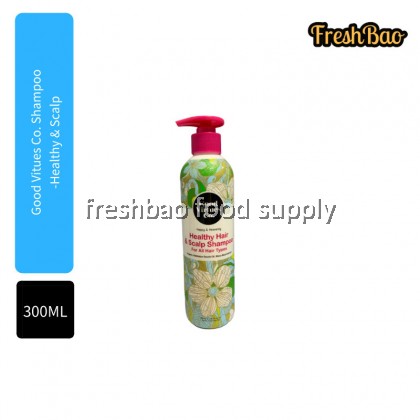 FreshBao
Good Vitues Co. Shampoo
-Healthy & Scalp
300ML
freshbao food supply
Healthy Hair
& Scalp Shampoo
For All Hair Types